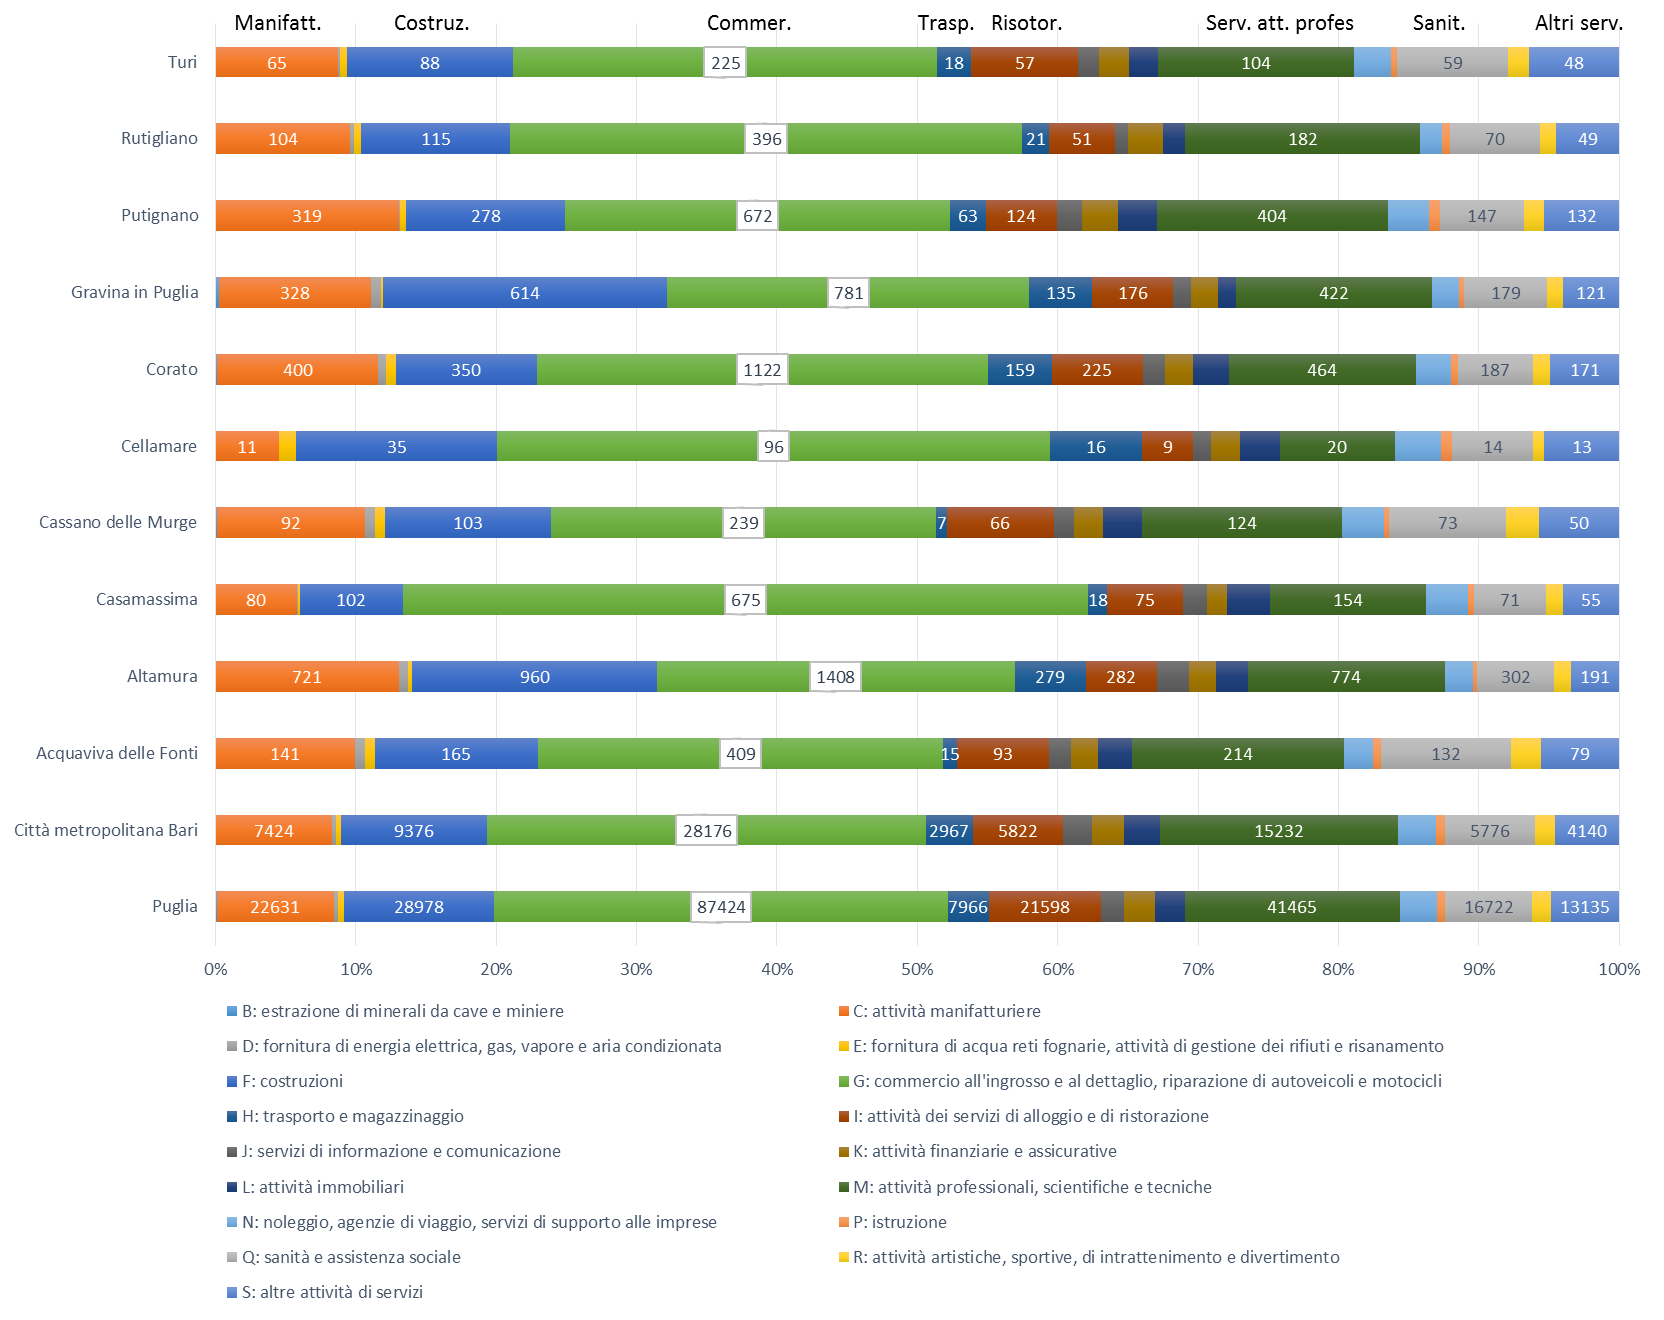 Manifatt. Costruz. Commer. Trasp. Risotor. Serv. att. profes Sanit. Altri serv.
Turi 65 88 225 18 57 104 59 48
Rutigliano 104 115 396 21 51 182 70 49
Putignano 319 278 672 63 124 404 147 132
Gravina in Puglia 328 614 781 135 176 422 179 121
Corato 400 350 1122 159 225 464 187 171
Cellamare 11 35 96 16 9 20 14 13
Cassano delle Murge 92 103 239 7 66 124 73 50
Casamassima 80 102 675 18 75 154 71 55
Altamura 721 960 1408 279 282 774 302 191
Acquaviva delle Fonti 141 165 409 15 93 214 132 79
Città metropolitana Bari 7424 9376 28176 2967 5822 15232 5776 4140
Puglia 22631 28978 87424 7966 21598 41465 16722 13135
0% 10% 20% 30% 40% 50% 60% 70% 80% 90% 100%
B: estrazione di minerali da cave e miniere C: attività manifatturiere
D: fornitura di energia elettrica, gas, vapore e aria condizionata E: fornitura di acqua reti fognarie, attività di gestione dei rifiuti e risanamento
F: costruzioni G: commercio all'ingrosso e al dettaglio, riparazione di autoveicoli e motocicli
H: trasporto e magazzinaggio I: attività dei servizi di alloggio e di ristorazione
J: servizi di informazione e comunicazione K: attività finanziarie e assicurative
L: attività immobiliari M: attività professionali, scientifiche e tecniche
N: noleggio, agenzie di viaggio, servizi di supporto alle imprese P: istruzione
Q: sanità e assistenza sociale R: attività artistiche, sportive, di intrattenimento e divertimento
S: altre attività di servizi